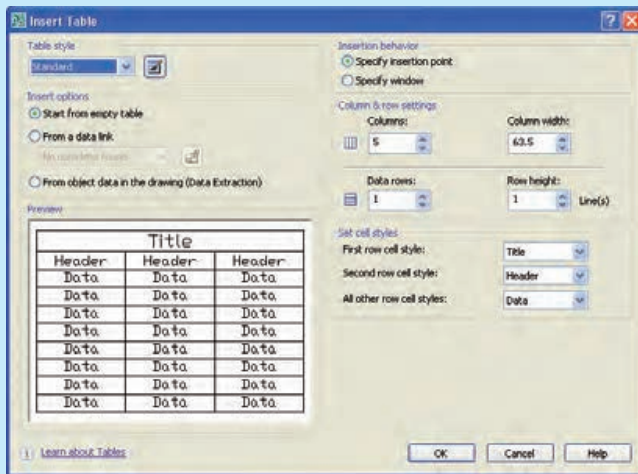 Insert Table
Table style
Standard
Insert options
Start from empty table
From a data link
From object data in the drawing (Data Extraction)
Preview
Title
Header Header Header
Data Data Data
Data Data Data
Data Data Data
Data Data Data
Data Data Data
Data Data Data
Data Data Data
Data Data Data
Learn about Tables
Insertion behavior
Specify insertion point
Specify window
Column & row settings
Columns: Column width:
5 63.5
Data rows: Row height:
1 1 Line(s)
Set cell styles
First row cell style: Title
Second row cell style: Header
All other row cell styles: Data
OK Cancel Help